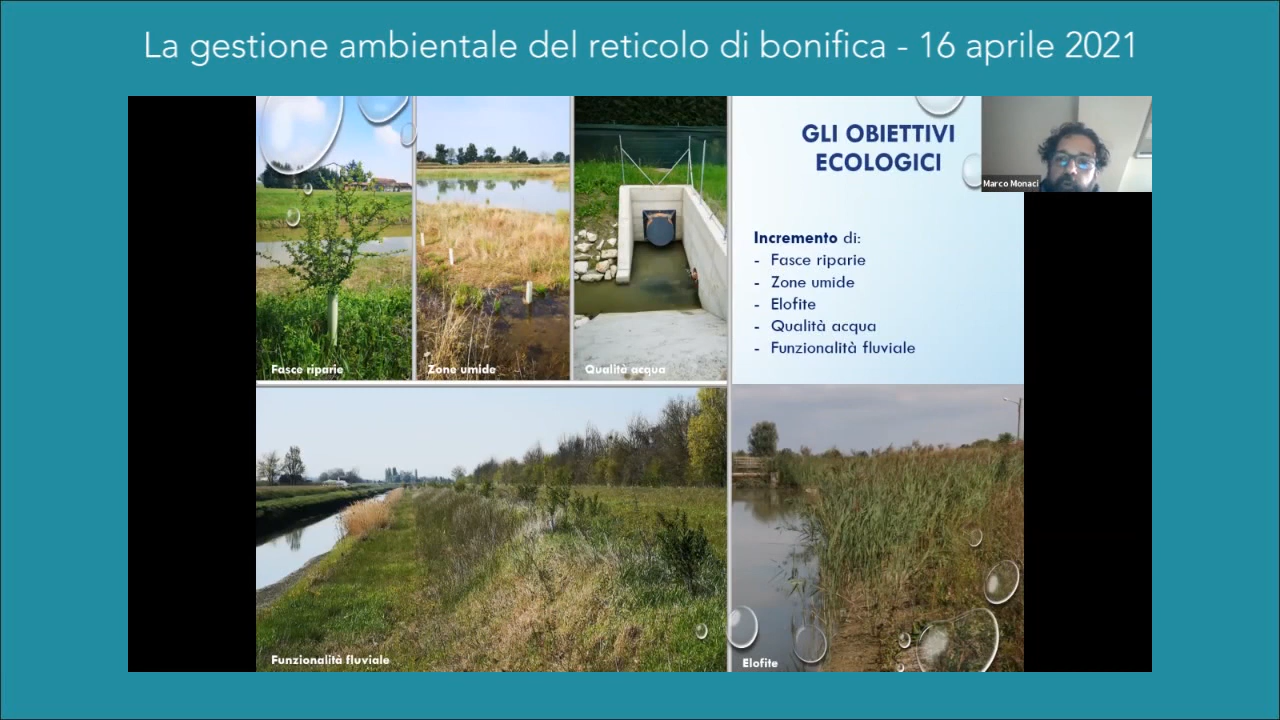 La gestione ambientale del reticolo di bonifica - 16 aprile 2021
GLI OBIETTIVI
ECOLOGICI
Marco Monaci
Incremento di:
- Fasce riparie
- Zone umide
- Elofite
- Qualità acqua
- Funzionalità fluviale
Fasce riparie
Zone umide
Qualità acqua
Funzionalità fluviale
Elofite